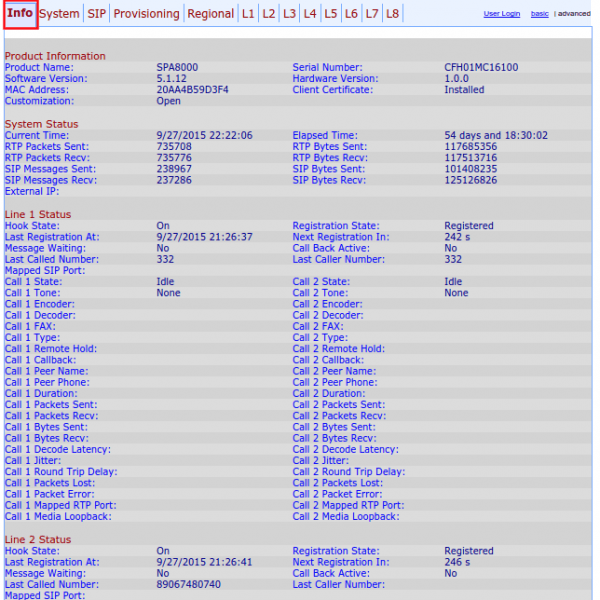 Info System SIP Provisioning Regional L1 L2 L3 L4 L5 L6 L7 L8 User Login basic | advanced
Product Information
Product Name: SPA8000 Serial Number: CFH01MC16100
Software Version: 5.1.12 Hardware Version: 1.0.0
MAC Address: 20AA4B59D3F4 Client Certificate: Installed
Customization: Open
System Status
Current Time: 9/27/2015 22:22:06 Elapsed Time: 54 days and 18:30:02
RTP Packets Sent: 735708 RTP Bytes Sent: 117685356
RTP Packets Recv: 735776 RTP Bytes Recv: 117513716
SIP Messages Sent: 238967 SIP Bytes Sent: 101408235
SIP Messages Recv: 237286 SIP Bytes Recv: 125126826
External IP:
Line 1 Status
Hook State: On Registration State: Registered
Last Registration At: 9/27/2015 21:26:37 Next Registration In: 242 s
Message Waiting: No Call Back Active: No
Last Called Number: 332 Last Caller Number: 332
Mapped SIP Port:
Call 1 State: Idle Call 2 State: Idle
Call 1 Tone: None Call 2 Tone: None
Call 1 Encoder: Call 2 Encoder:
Call 1 Decoder: Call 2 Decoder:
Call 1 FAX: Call 2 FAX:
Call 1 Type: Call 2 Type:
Call 1 Remote Hold: Call 2 Remote Hold:
Call 1 Callback: Call 2 Callback:
Call 1 Peer Name: Call 2 Peer Name:
Call 1 Peer Phone: Call 2 Peer Phone:
Call 1 Duration: Call 2 Duration:
Call 1 Packets Sent: Call 2 Packets Sent:
Call 1 Packets Recv: Call 2 Packets Recv:
Call 1 Bytes Sent: Call 2 Bytes Sent:
Call 1 Bytes Recv: Call 2 Bytes Recv:
Call 1 Decode Latency: Call 2 Decode Latency:
Call 1 Jitter: Call 2 Jitter:
Call 1 Round Trip Delay: Call 2 Round Trip Delay:
Call 1 Packets Lost: Call 2 Packets Lost:
Call 1 Packet Error: Call 2 Packet Error:
Call 1 Mapped RTP Port: Call 2 Mapped RTP Port:
Call 1 Media Loopback: Call 2 Media Loopback:
Line 2 Status
Hook State: On Registration State: Registered
Last Registration At: 9/27/2015 21:26:41 Next Registration In: 246 s
Message Waiting: No Call Back Active: No
Last Called Number: 89067480740 Last Caller Number:
Mapped SIP Port: